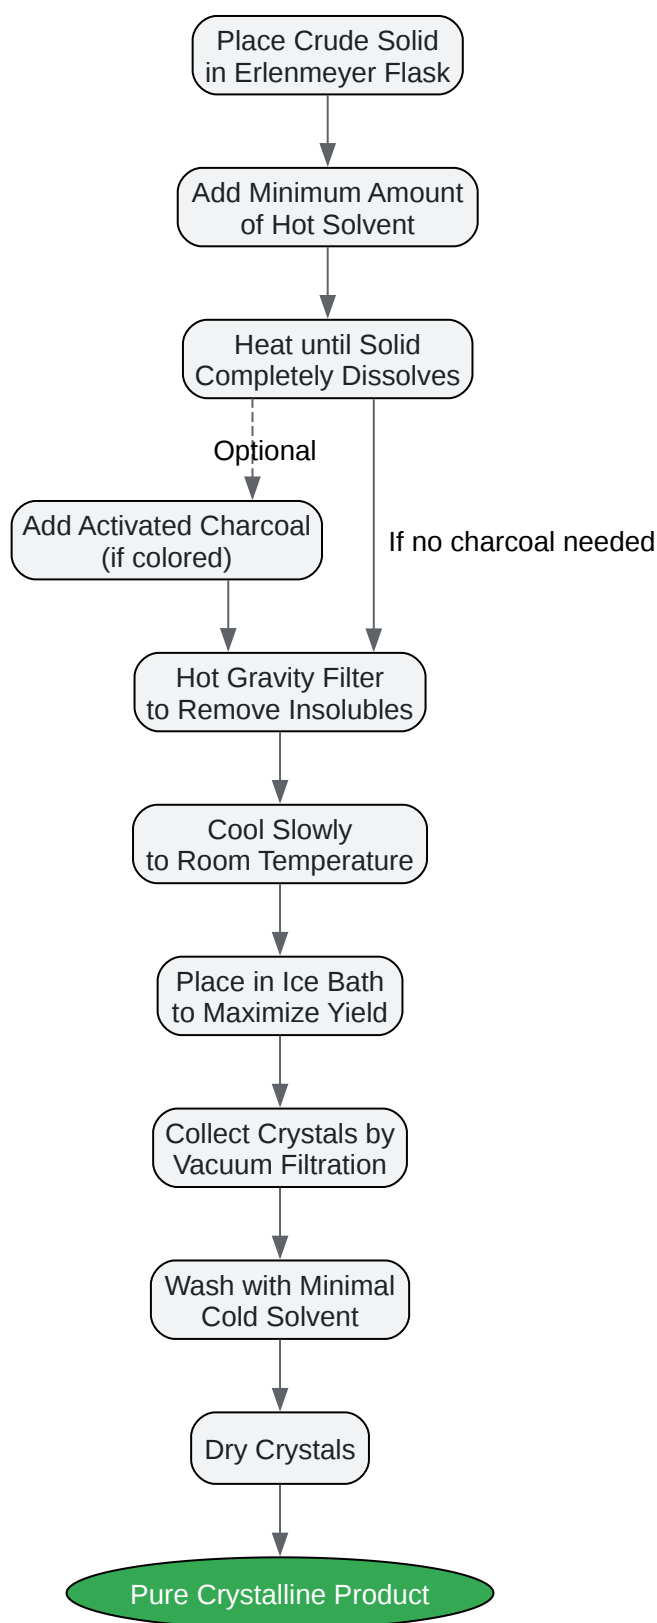 Place Crude Solid
in Erlenmeyer Flask
Add Minimum Amount
of Hot Solvent
Heat until Solid
Completely Dissolves
Optional
Add Activated Charcoal
(if colored)
If no charcoal needed
Hot Gravity Filter
to Remove Insolubles
Cool Slowly
to Room Temperature
Place in Ice Bath
to Maximize Yield
Collect Crystals by
Vacuum Filtration
Wash with Minimal
Cold Solvent
Dry Crystals
Pure Crystalline Product